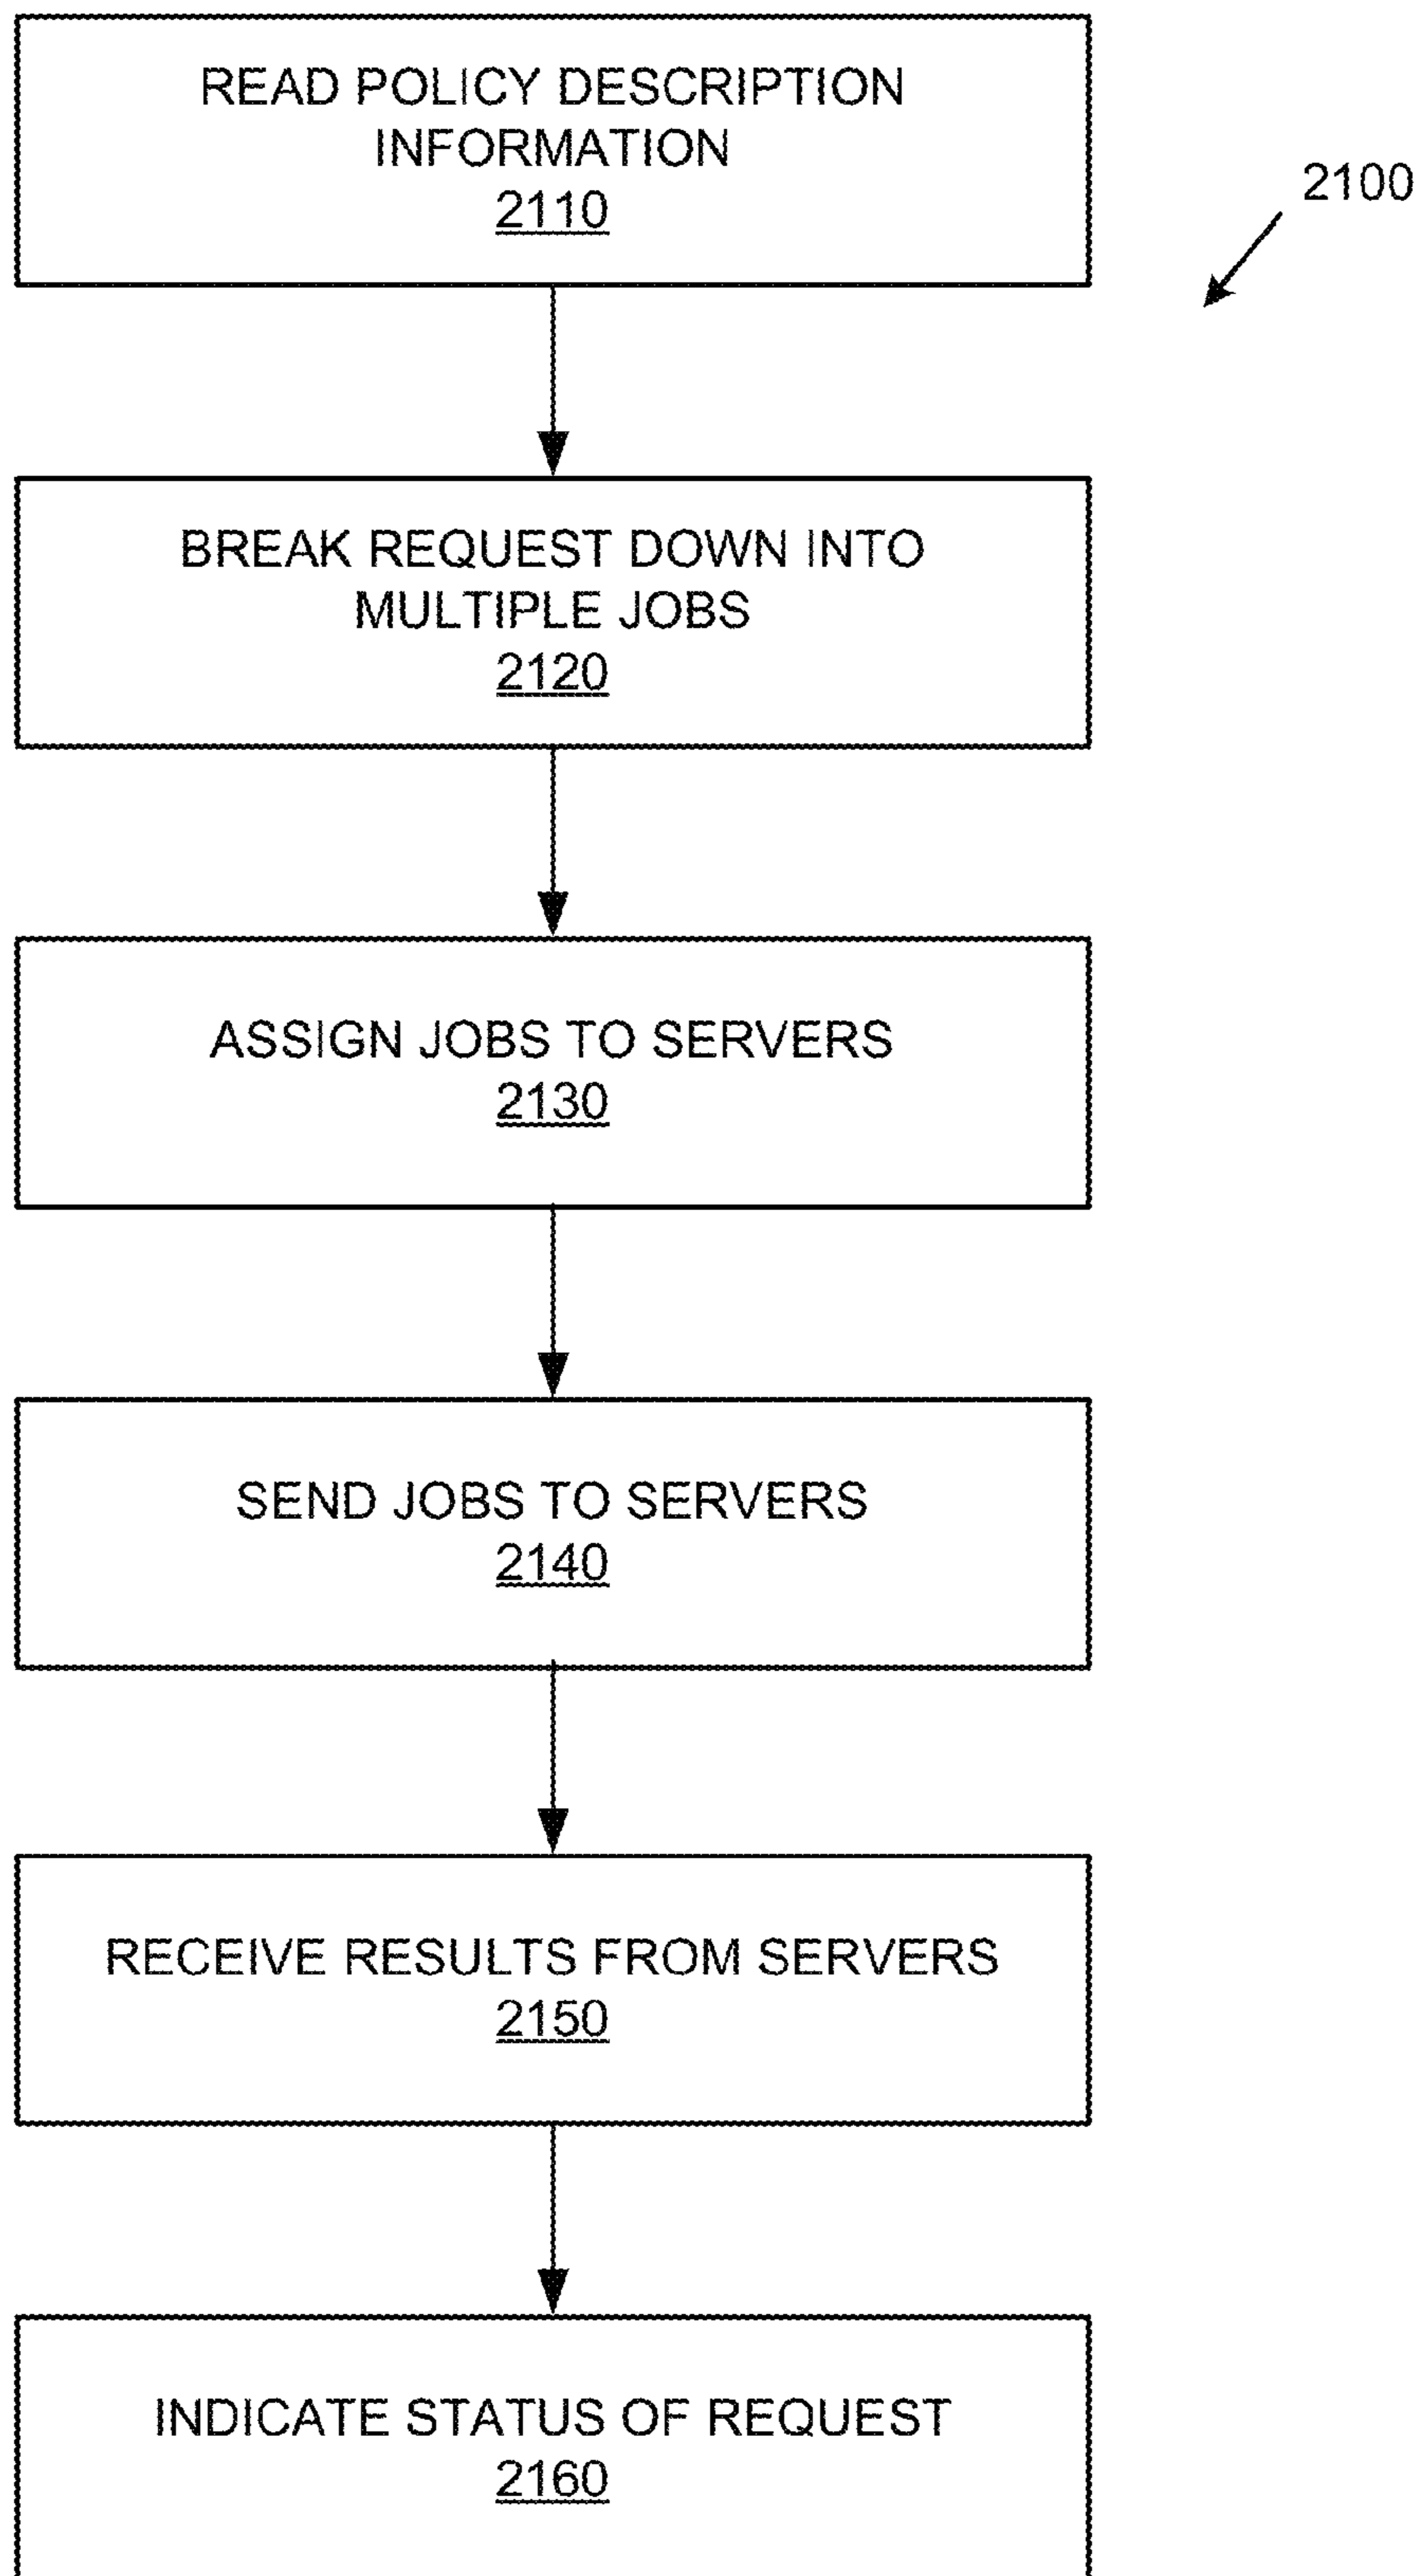 READ POLICY DESCRIPTION
INFORMATION
2110
2100
BREAK REQUEST DOWN INTO
MULTIPLE JOBS
2120
ASSIGN JOBS TO SERVERS
2130
SEND JOBS TO SERVERS
2140
RECEIVE RESULTS FROM SERVERS
2150
INDICATE STATUS OF REQUEST
2160